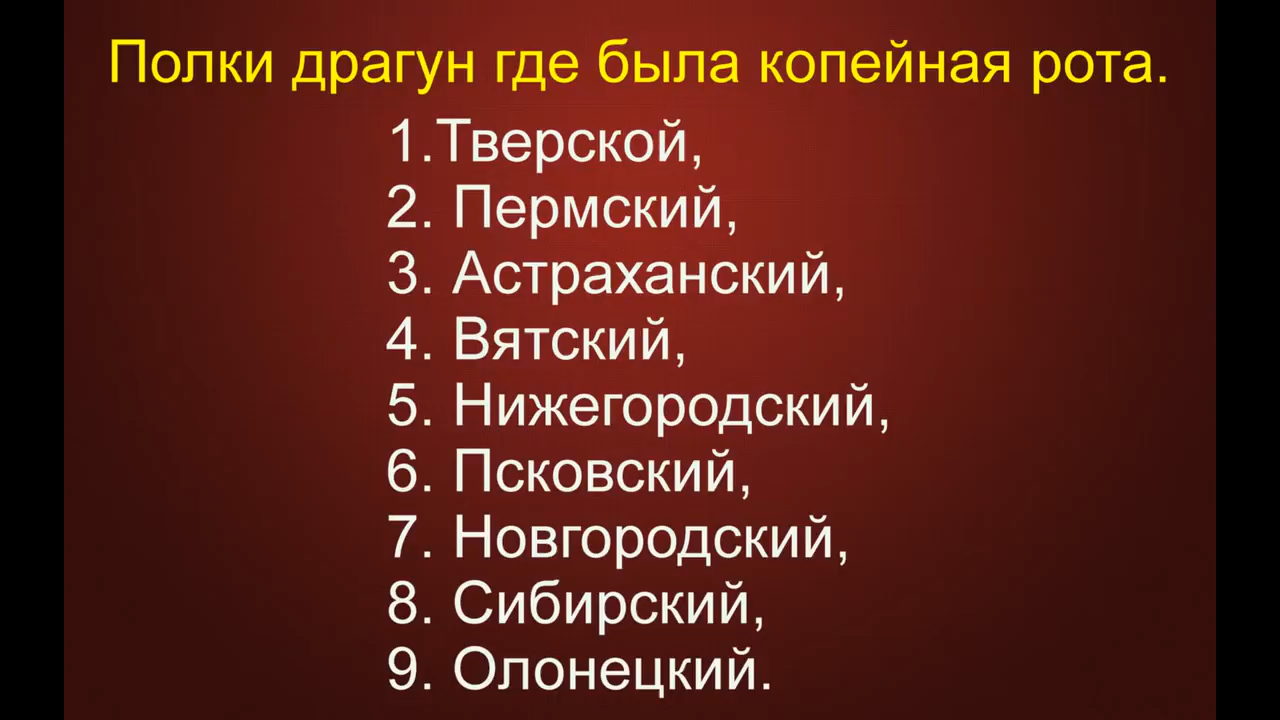 Полки драгун где была копейная рота.
1.Тверской,
2. Пермский,
3. Астраханский,
4. Вятский,
5. Нижегородский,
6. Псковский,
7. Новгородский,
8. Сибирский,
9. Олонецкий.